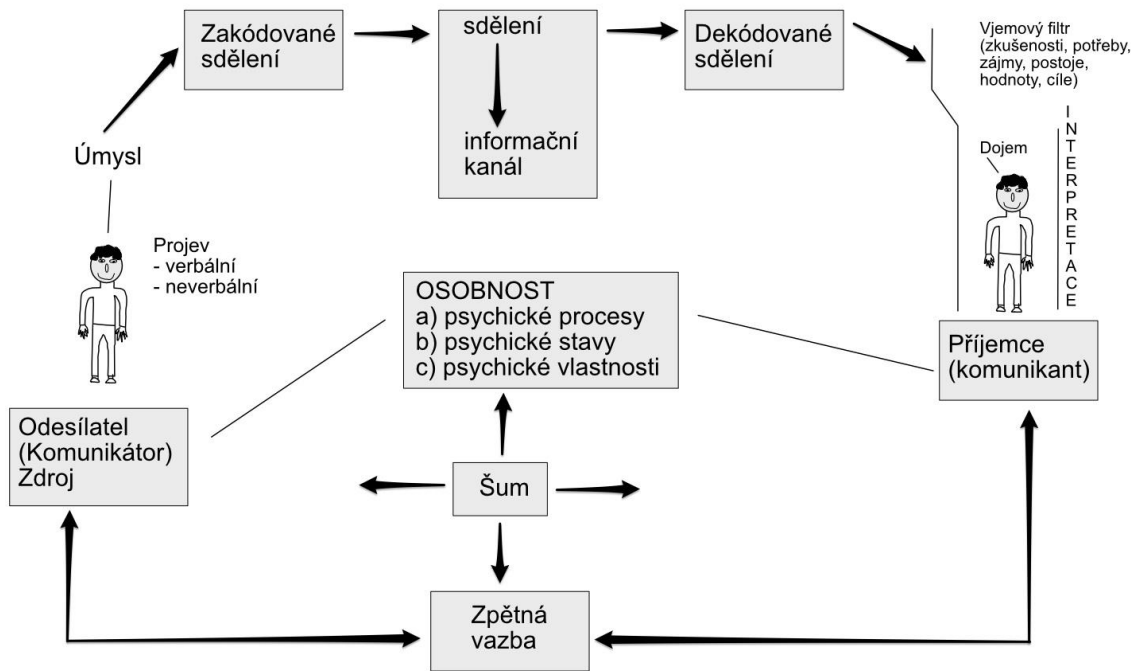 Zakódované
sdělení
sdělení
informační
kanál
Dekódované
sdělení
Vjemový filtr
(zkušenosti, potřeby,
zájmy, postoje,
hodnoty, cíle)
Úmysl
Projev
- verbální
- neverbální
Dojem
INTERPRETACE
OSOBNOST
a) psychické procesy
b) psychické stavy
c) psychické vlastnosti
Příjemce
(komunikant)
Odesílatel
(Komunikátor)
Zdroj
Šum
Zpětná
vazba